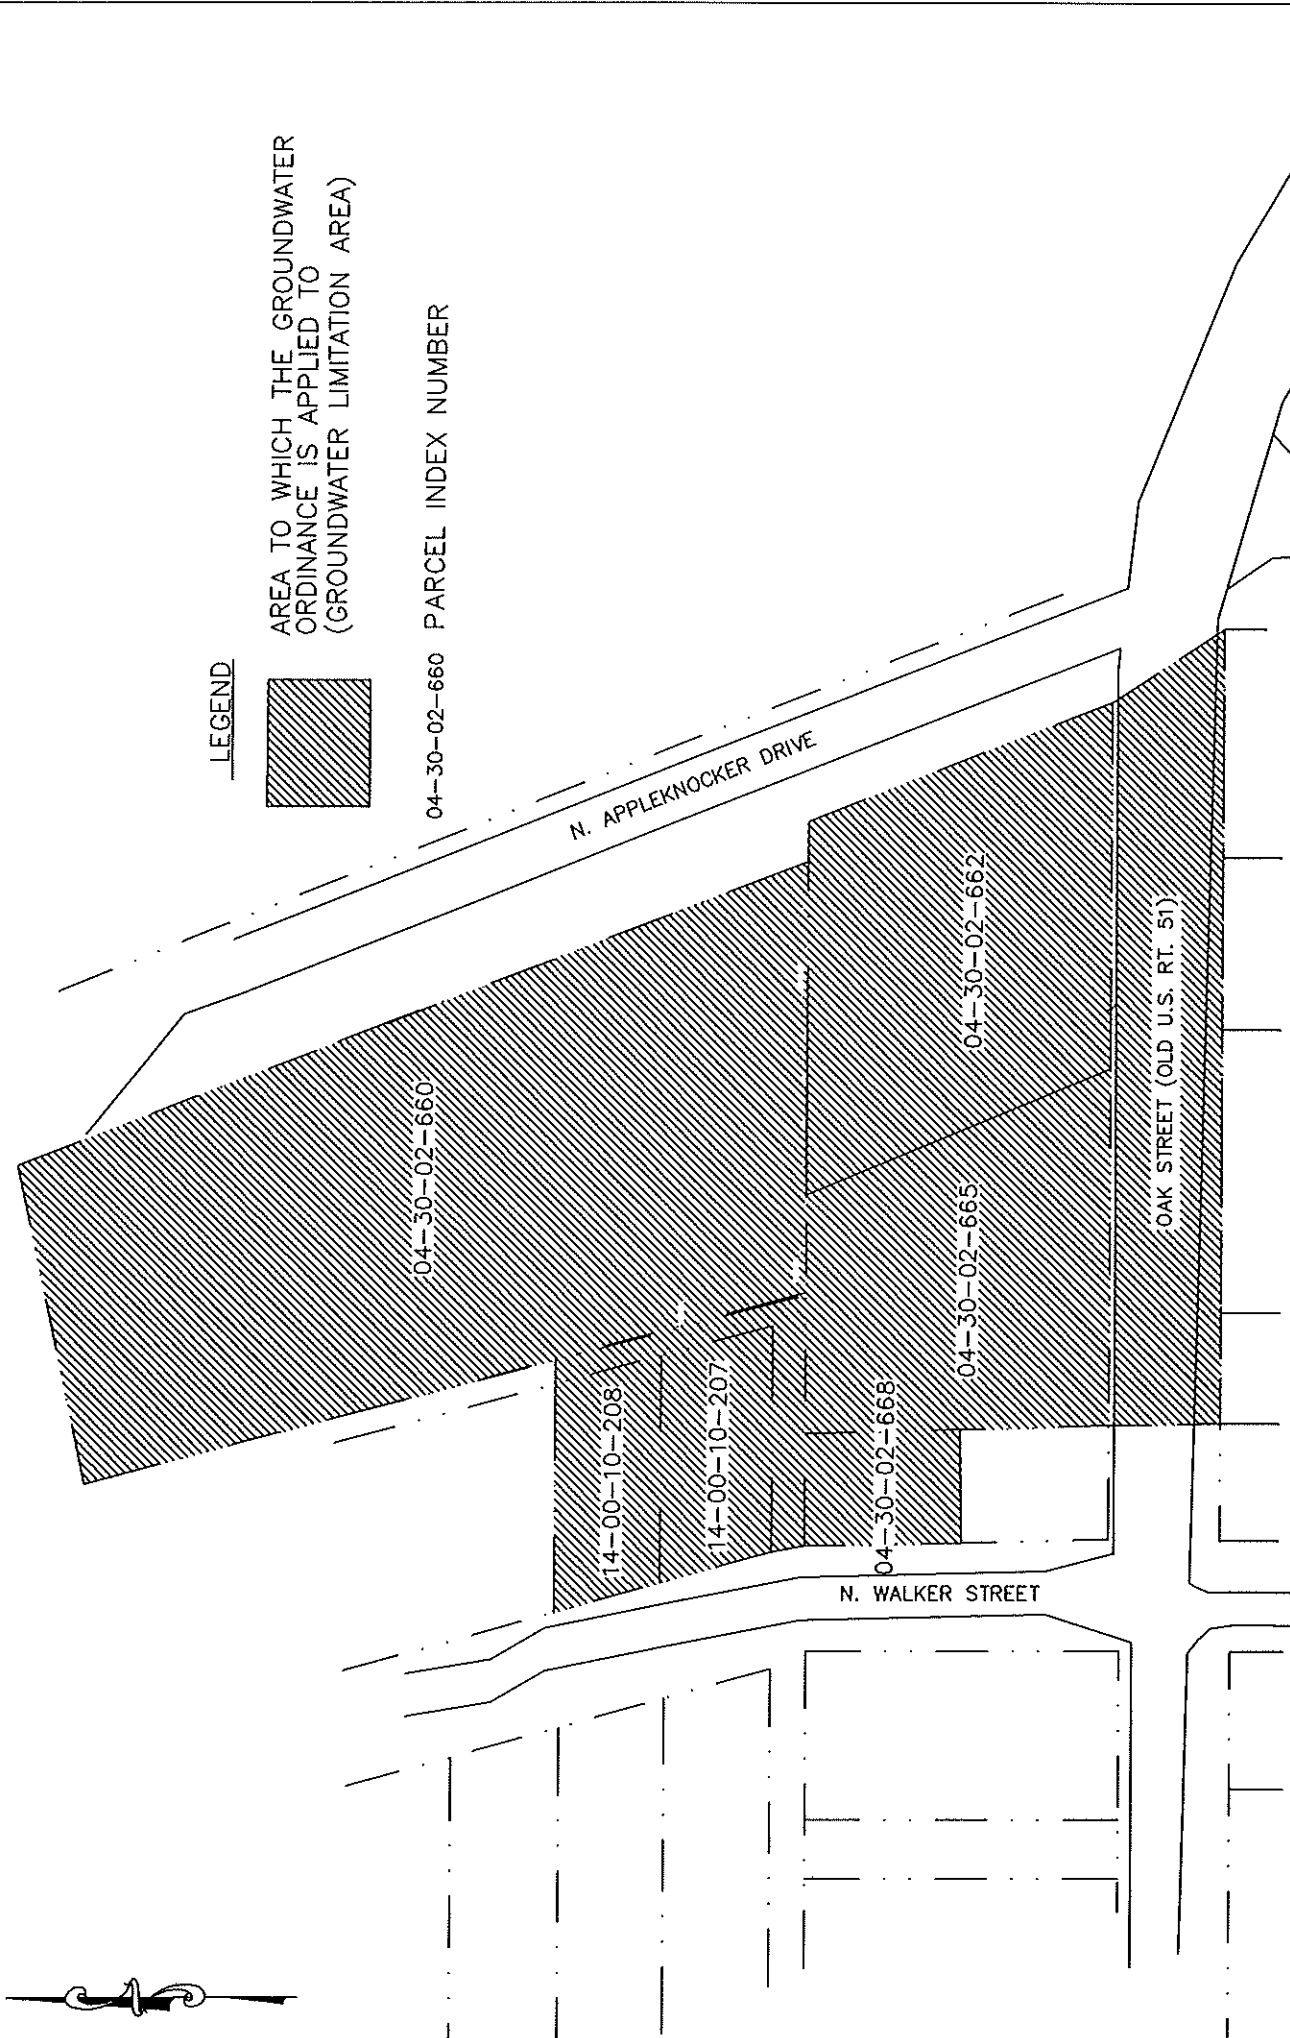 LEGEND
AREA TO WHICH THE GROUNDWATER
ORDINANCE IS APPLIED TO
(GROUNDWATER LIMITATION AREA)
04-30-02-660 PARCEL INDEX NUMBER
N. APPLEKNOCKER DRIVE
04-30-02-660
04-30-02-662
14-00-10-208
14-00-10-207
04-30-02-668
04-30-02-665
OAK STREET (OLD U.S. RT. 51)
N. WALKER STREET